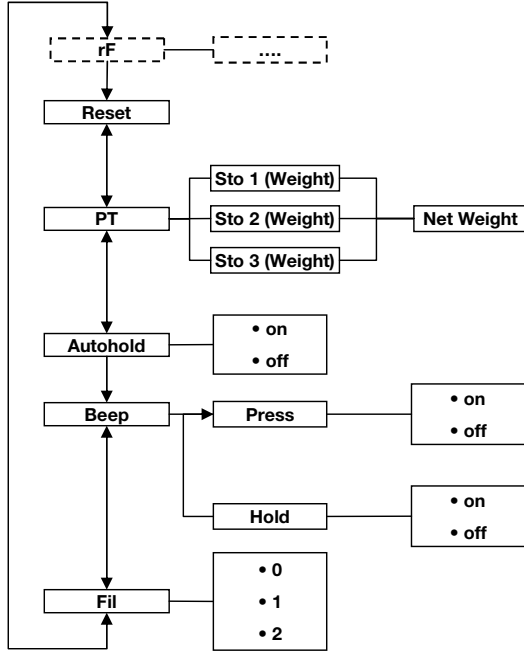 rF
....
Reset
Sto 1 (Weight)
PT
Sto 2 (Weight)
Net Weight
Sto 3 (Weight)
Autohold
• on
• off
Beep
Press
• on
• off
Hold
• on
• off
Fil
• 0
• 1
• 2